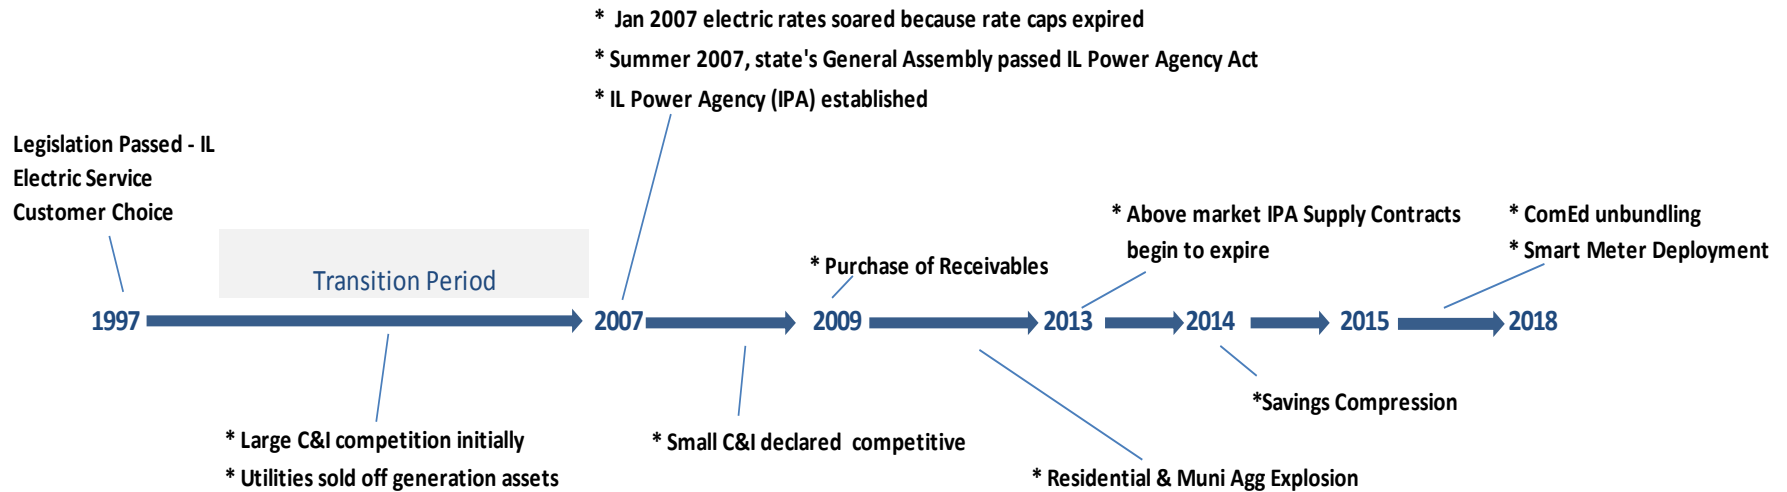 * Jan 2007 electric rates soared because rate caps expired
* Summer 2007, state's General Assembly passed IL Power Agency Act
* IL Power Agency (IPA) established
Legislation Passed - IL
Electric Service
Customer Choice
Transition Period
* Purchase of Receivables
* Above market IPA Supply Contracts
begin to expire
* ComEd unbundling
* Smart Meter Deployment
1997 2007 2009 2013 2014 2015 2018
* Large C&I competition initially
* Utilities sold off generation assets
* Small C&I declared competitive
* Residential & Muni Agg Explosion
*Savings Compression